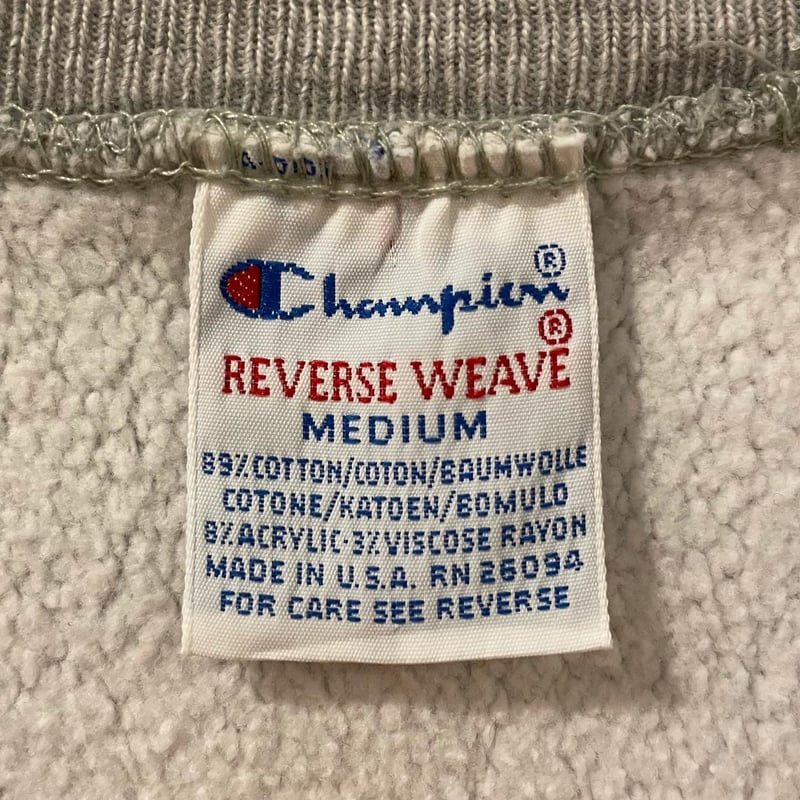 Champion ®
®
REVERSE WEAVE
MEDIUM
89% COTTON/COTON/BAUMWOLLE
COTONE/KATOEN/BOMULD
8% ACRYLIC·3% VISCOSE RAYON
MADE IN U.S.A. RN 26094
FOR CARE SEE REVERSE